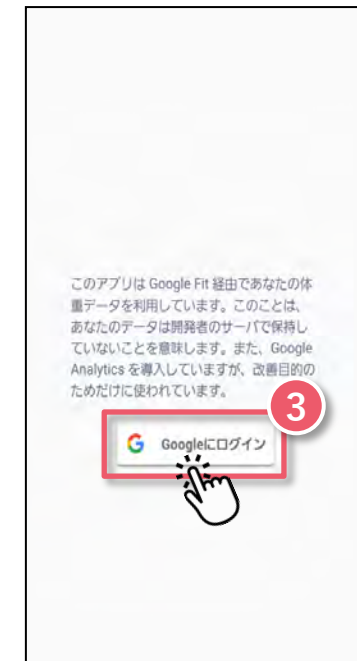 このアプリは Google Fit 経由であなたの体
重データを利用しています。このことは、
あなたのデータは開発者のサーバで保持し
ていないことを意味します。また、Google
Analytics を導入していますが、改善目的の
ためだけに使われています。
3
G Googleにログイン